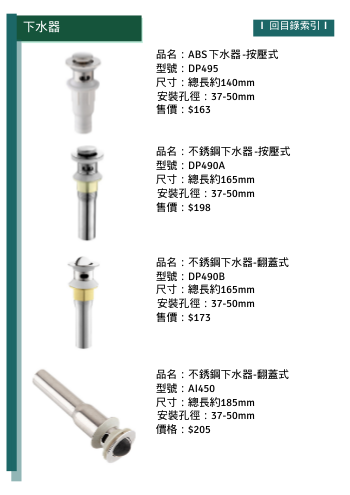 下水器
I 回目錄索引 I
品名：ABS下水器-按壓式
型號：DP495
尺寸：總長約140mm
安裝孔徑：37-50mm
售價：$163
品名：不銹鋼下水器-按壓式
型號：DP490A
尺寸：總長約165mm
安裝孔徑：37-50mm
售價：$198
品名：不銹鋼下水器-翻蓋式
型號：DP490B
尺寸：總長約165mm
安裝孔徑：37-50mm
售價：$173
品名：不銹鋼下水器-翻蓋式
型號：AI450
尺寸：總長約185mm
安裝孔徑：37-50mm
價格：$205